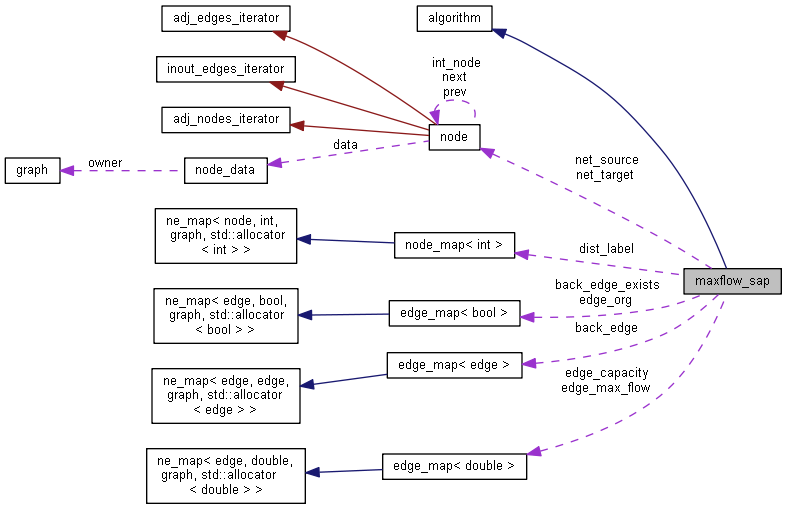 adj_edges_iterator
algorithm
inout_edges_iterator
int_node
next
prev
adj_nodes_iterator
node
data
graph
owner
node_data
net_source
net_target
ne_map< node, int,
graph, std::allocator
< int > >
node_map< int >
dist_label
maxflow_sap
ne_map< edge, bool,
graph, std::allocator
< bool > >
edge_map< bool >
back_edge_exists
edge_org
back_edge
ne_map< edge, edge,
graph, std::allocator
< edge > >
edge_map< edge >
edge_capacity
edge_max_flow
ne_map< edge, double,
graph, std::allocator
< double > >
edge_map< double >